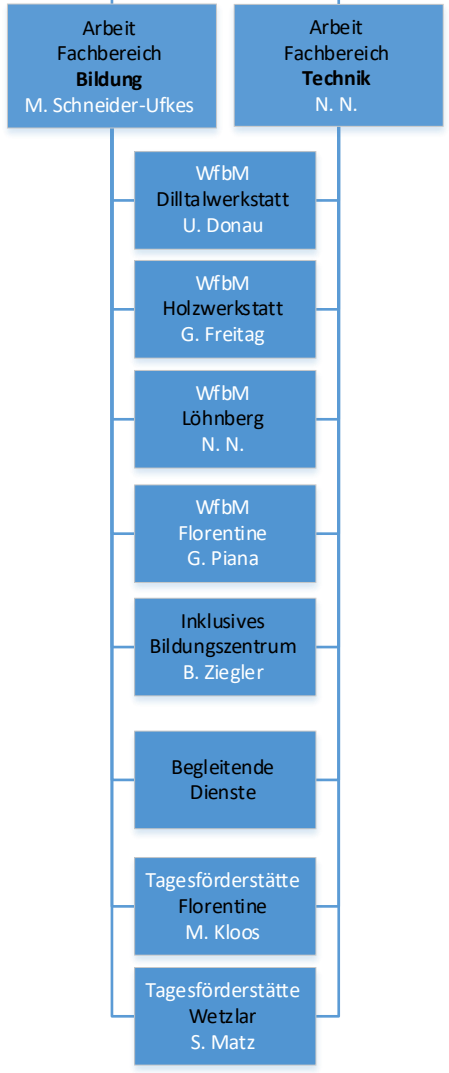 Arbeit
Fachbereich
Bildung
M. Schneider-Ufkes
Arbeit
Fachbereich
Technik
N. N.
WfbM
Dilltalwerkstatt
U. Donau
WfbM
Holzwerkstatt
G. Freitag
WfbM
Löhnberg
N. N.
WfbM
Florentine
G. Piana
Inklusives
Bildungszentrum
B. Ziegler
Begleitende
Dienste
Tagesförderstätte
Florentine
M. Kloos
Tagesförderstätte
Wetzlar
S. Matz